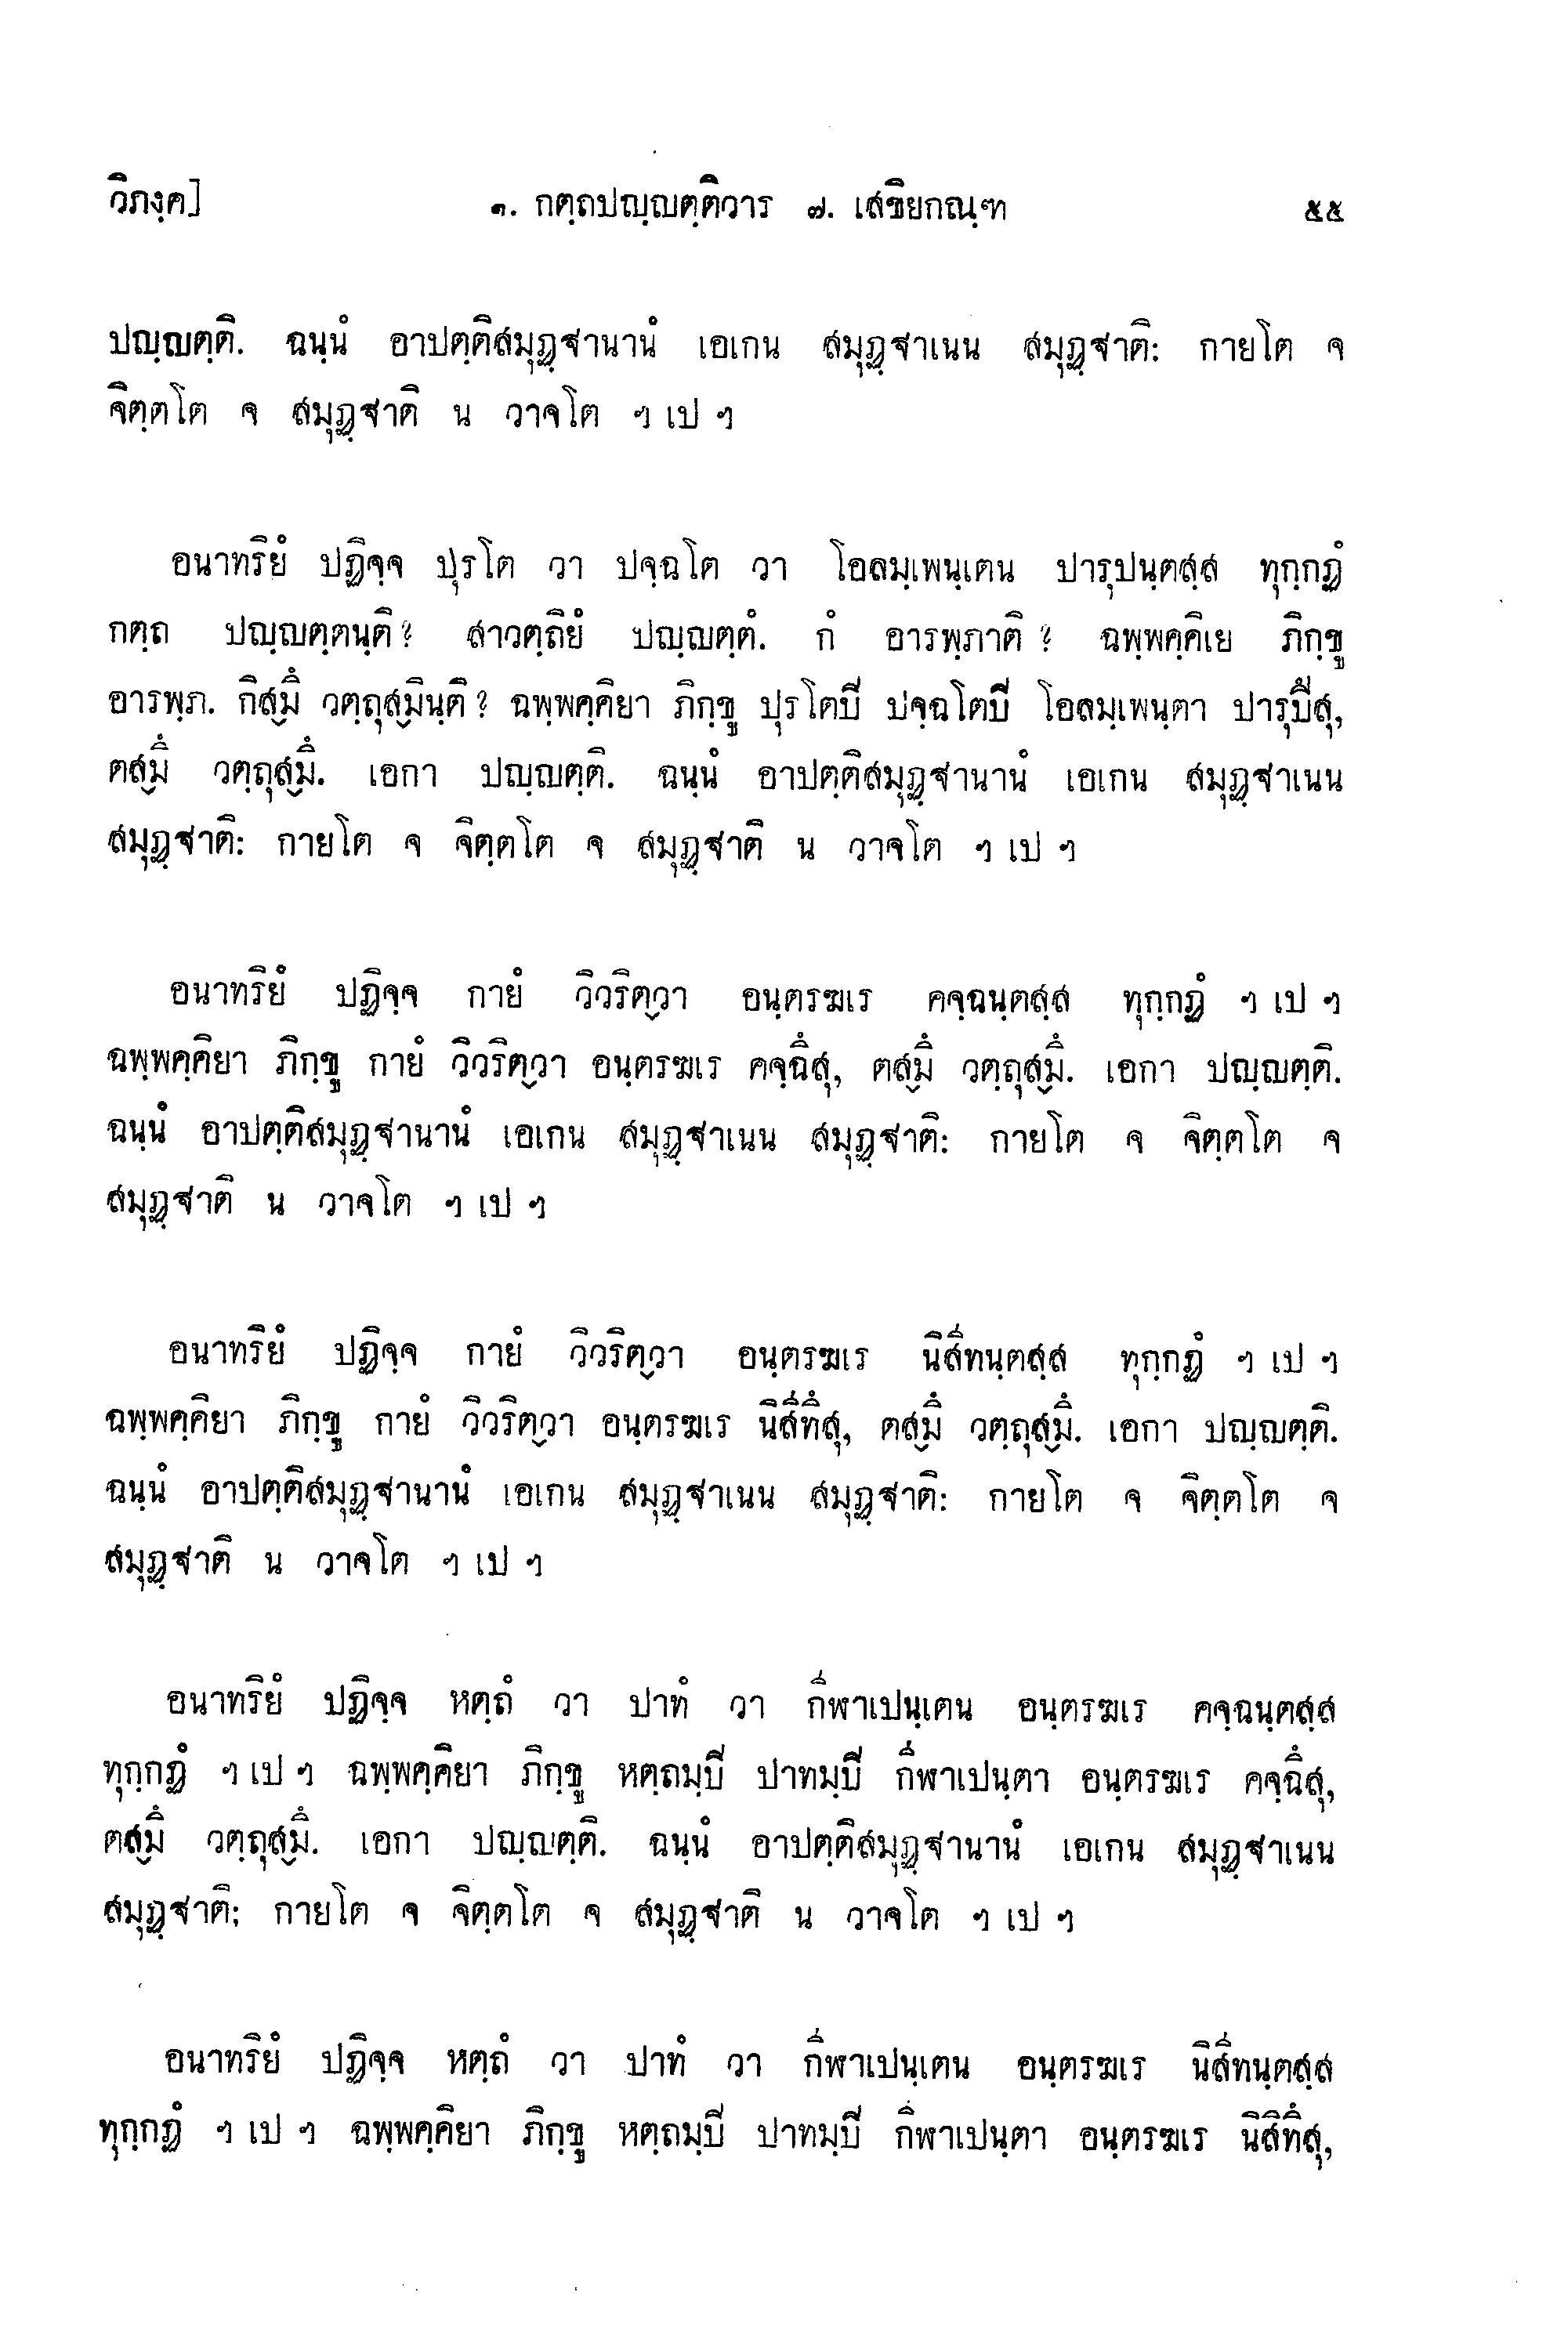 วิภงฺค]	๑. กตฺถปญฺญตฺติวาร ๗. เสขิยกณฺฑ	๕๕
ปญฺญตฺติ. ฉนฺนํ อาปตฺติสมุฏฺฐานานํ เอเกน สมุฏฺฐาเนน สมุฏฺฐาติ: กายโต จ
จิตฺตโต จ สมุฏฺฐาติ น วาจโต ฯ เป ฯ
อนาทริยํ ปฏิจฺจ ปุรโต วา ปจฺฉโต วา โอลมฺเพนฺเตน ปารุปนฺตสฺส ทุกฺกฏํ
กตฺถ ปญฺญตฺตนฺติ? สาวตฺถิยํ ปญฺญตฺตํ. กํ อารพฺภาติ? ฉพฺพคฺคิเย ภิกฺขู
อารพฺภ. กิสฺมิํ วตฺถุสฺมินฺติ? ฉพฺพคฺคิยา ภิกฺขู ปุรโตปิ ปจฺฉโตปิ โอลมฺเพนฺตา ปารุปิํสุ,
ตสฺมิํ วตฺถุสฺมิํ. เอกา ปญฺญตฺติ. ฉนฺนํ อาปตฺติสมุฏฺฐานานํ เอเกน สมุฏฺฐาเนน
สมุฏฺฐาติ: กายโต จ จิตฺตโต จ สมุฏฺฐาติ น วาจโต ฯ เป ฯ
อนาทริยํ ปฏิจฺจ กายํ วิวริตฺวา อนฺตรฆเร คจฺฉนฺตสฺส ทุกฺกฏํ ฯ เป ฯ
ฉพฺพคฺคิยา ภิกฺขู กายํ วิวริตฺวา อนฺตรฆเร คจฺฉิํสุ, ตสฺมิํ วตฺถุสฺมิํ. เอกา ปญฺญตฺติ.
ฉนฺนํ อาปตฺติสมุฏฺฐานานํ เอเกน สมุฏฺฐาเนน สมุฏฺฐาติ: กายโต จ จิตฺตโต จ
สมุฏฺฐาติ น วาจโต ฯ เป ฯ
อนาทริยํ ปฏิจฺจ กายํ วิวริตฺวา อนฺตรฆเร นิสีทนฺตสฺส ทุกฺกฏํ ฯ เป ฯ
ฉพฺพคฺคิยา ภิกฺขู กายํ วิวริตฺวา อนฺตรฆเร นิสีทิํสุ, ตสฺมิํ วตฺถุสฺมิํ. เอกา ปญฺญตฺติ.
ฉนฺนํ อาปตฺติสมุฏฺฐานานํ เอเกน สมุฏฺฐาเนน สมุฏฺฐาติ: กายโต จ จิตฺตโต จ
สมุฏฺฐาติ น วาจโต ฯ เป ฯ
อนาทริยํ ปฏิจฺจ หตฺถํ วา ปาทํ วา กีฬาเปนฺเตน อนฺตรฆเร คจฺฉนฺตสฺส
ทุกฺกฏํ ฯ เป ฯ ฉพฺพคฺคิยา ภิกฺขู หตฺถมฺปิ ปาทมฺปิ กีฬาเปนฺตา อนฺตรฆเร คจฺฉิํสุ,
ตสฺมิํ วตฺถุสฺมิํ. เอกา ปญฺญตฺติ. ฉนฺนํ อาปตฺติสมุฏฺฐานานํ เอเกน สมุฏฺฐาเนน
สมุฏฺฐาติ; กายโต จ จิตฺตโต จ สมุฏฺฐาติ น วาจโต ฯ เป ฯ
อนาทริยํ ปฏิจฺจ หตฺถํ วา ปาทํ วา กีฬาเปนฺเตน อนฺตรฆเร นิสีทนฺตสฺส
ทุกฺกฏํ ฯ เป ฯ ฉพฺพคฺคิยา ภิกฺขู หตฺถมฺปิ ปาทมฺปิ กีฬาเปนฺตา อนฺตรฆเร นิสีทิํสุ,